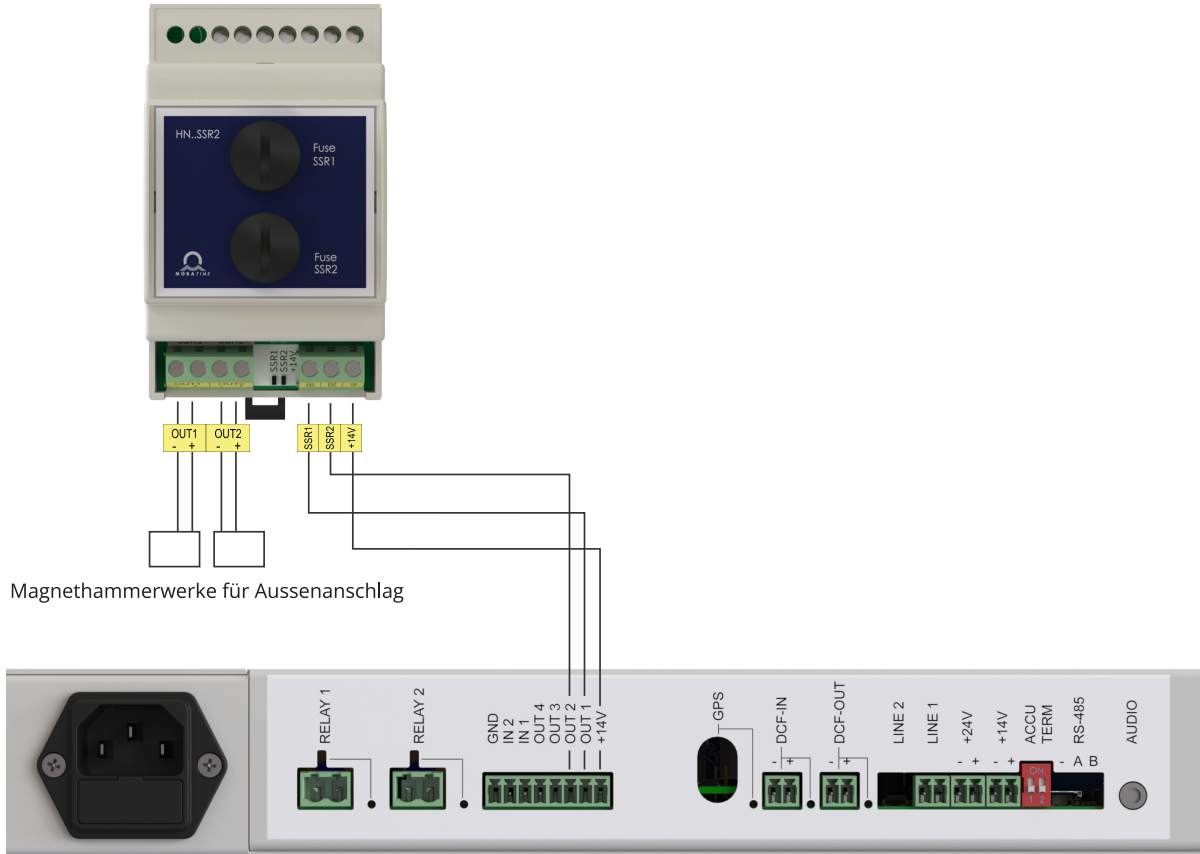 HN..SSR2
Fuse
SSR1
Fuse
SSR2
MOBATIME
SSR1
SSR2
+14V
OUT1
- +
OUT2
- +
SSR1
SSR2
+14V
Magnethammerwerke für Aussenanschlag
RELAY 1
RELAY 2
GND
IN 2
IN 1
OUT 4
OUT 3
OUT 2
OUT 1
+14V
GPS
DCF-IN
- +
DCF-OUT
- +
LINE 2
LINE 1
+24V
- +
+14V
- +
ACCU
TERM
ON
1 2
RS-485
- A B
AUDIO